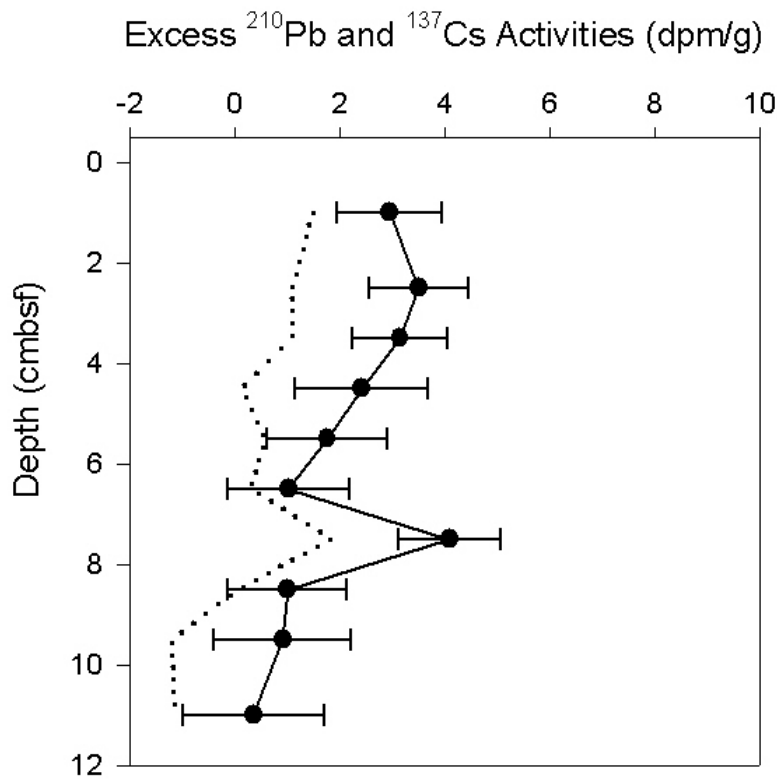 Excess ²¹⁰Pb and ¹³⁷Cs Activities (dpm/g)
-2 0 2 4 6 8 10
Depth (cmbsf)
0
2
4
6
8
10
12